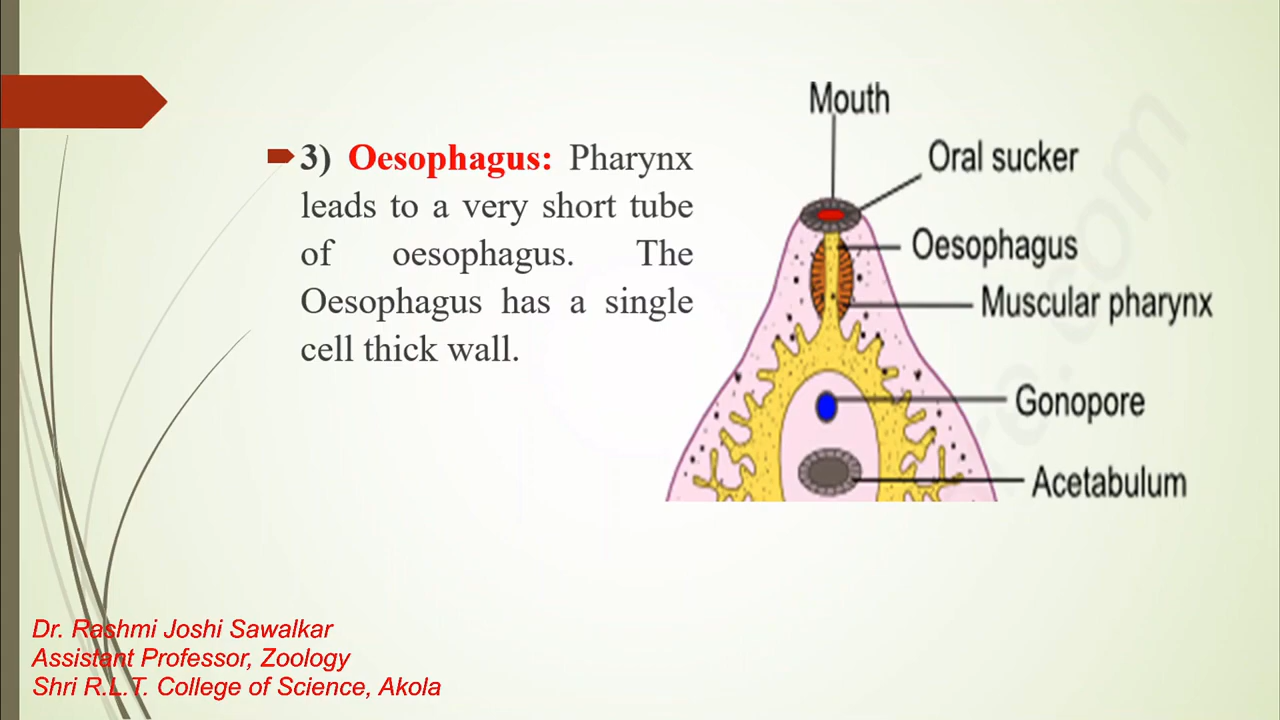 3) Oesophagus: Pharynx
leads to a very short tube
of oesophagus. The
Oesophagus has a single
cell thick wall.
Mouth
Oral sucker
Oesophagus
Muscular pharynx
Gonopore
Acetabulum
Dr. Rashmi Joshi Sawalkar
Assistant Professor, Zoology
Shri R.L.T. College of Science, Akola